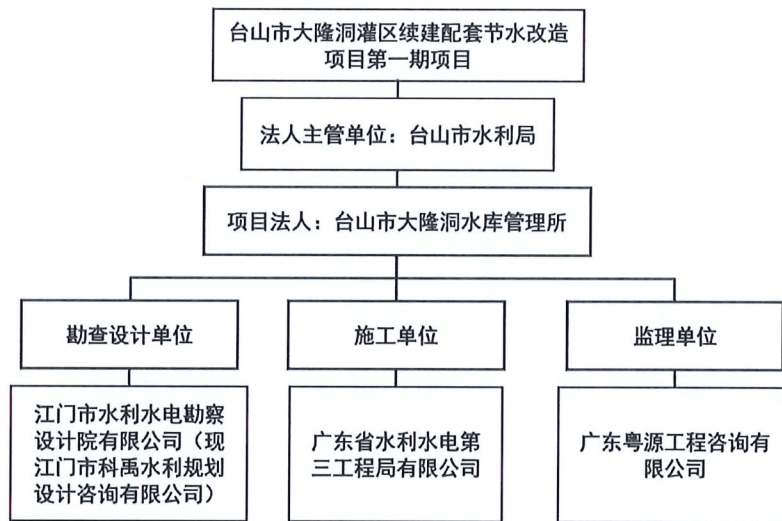 台山市大隆洞灌区续建配套节水改造
项目第一期项目
法人主管单位：台山市水利局
项目法人：台山市大隆洞水库管理所
勘查设计单位
施工单位
监理单位
江门市水利水电勘察
设计院有限公司（现
江门市科禹水利规划
设计咨询有限公司）
广东省水利水电第
三工程局有限公司
广东粤源工程咨询有
限公司